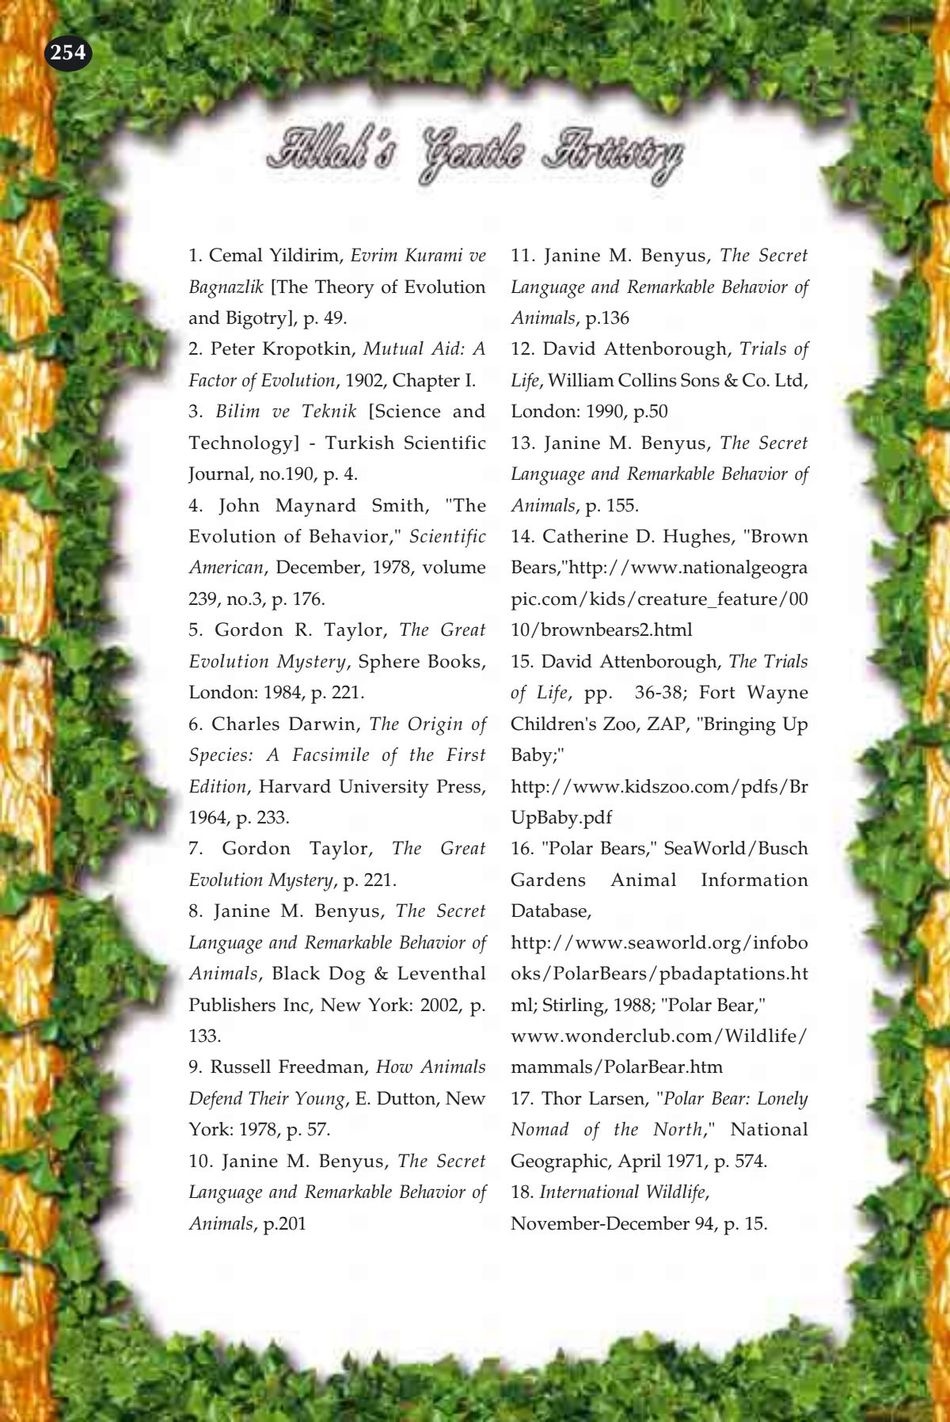 254
Allah's Gentle Artistry
1. Cemal Yildirim, Evrim Kurami ve
Bagnazlik [The Theory of Evolution
and Bigotry], p. 49.
2. Peter Kropotkin, Mutual Aid: A
Factor of Evolution, 1902, Chapter I.
3. Bilim ve Teknik [Science and
Technology] - Turkish Scientific
Journal, no.190, p. 4.
4. John Maynard Smith, "The
Evolution of Behavior," Scientific
American, December, 1978, volume
239, no.3, p. 176.
5. Gordon R. Taylor, The Great
Evolution Mystery, Sphere Books,
London: 1984, p. 221.
6. Charles Darwin, The Origin of
Species: A Facsimile of the First
Edition, Harvard University Press,
1964, p. 233.
7. Gordon Taylor, The Great
Evolution Mystery, p. 221.
8. Janine M. Benyus, The Secret
Language and Remarkable Behavior of
Animals, Black Dog & Leventhal
Publishers Inc, New York: 2002, p.
133.
9. Russell Freedman, How Animals
Defend Their Young, E. Dutton, New
York: 1978, p. 57.
10. Janine M. Benyus, The Secret
Language and Remarkable Behavior of
Animals, p.201
11. Janine M. Benyus, The Secret
Language and Remarkable Behavior of
Animals, p.136
12. David Attenborough, Trials of
Life, William Collins Sons & Co. Ltd,
London: 1990, p.50
13. Janine M. Benyus, The Secret
Language and Remarkable Behavior of
Animals, p. 155.
14. Catherine D. Hughes, "Brown
Bears,"http://www.nationalgeogra
pic.com/kids/creature_feature/00
10/brownbears2.html
15. David Attenborough, The Trials
of Life, pp. 36-38; Fort Wayne
Children's Zoo, ZAP, "Bringing Up
Baby;"
http://www.kidszoo.com/pdfs/Br
UpBaby.pdf
16. "Polar Bears," SeaWorld/Busch
Gardens Animal Information
Database,
http://www.seaworld.org/infobo
oks/PolarBears/pbadaptations.ht
ml; Stirling, 1988; "Polar Bear,"
www.wonderclub.com/Wildlife/
mammals/PolarBear.htm
17. Thor Larsen, "Polar Bear: Lonely
Nomad of the North," National
Geographic, April 1971, p. 574.
18. International Wildlife,
November-December 94, p. 15.